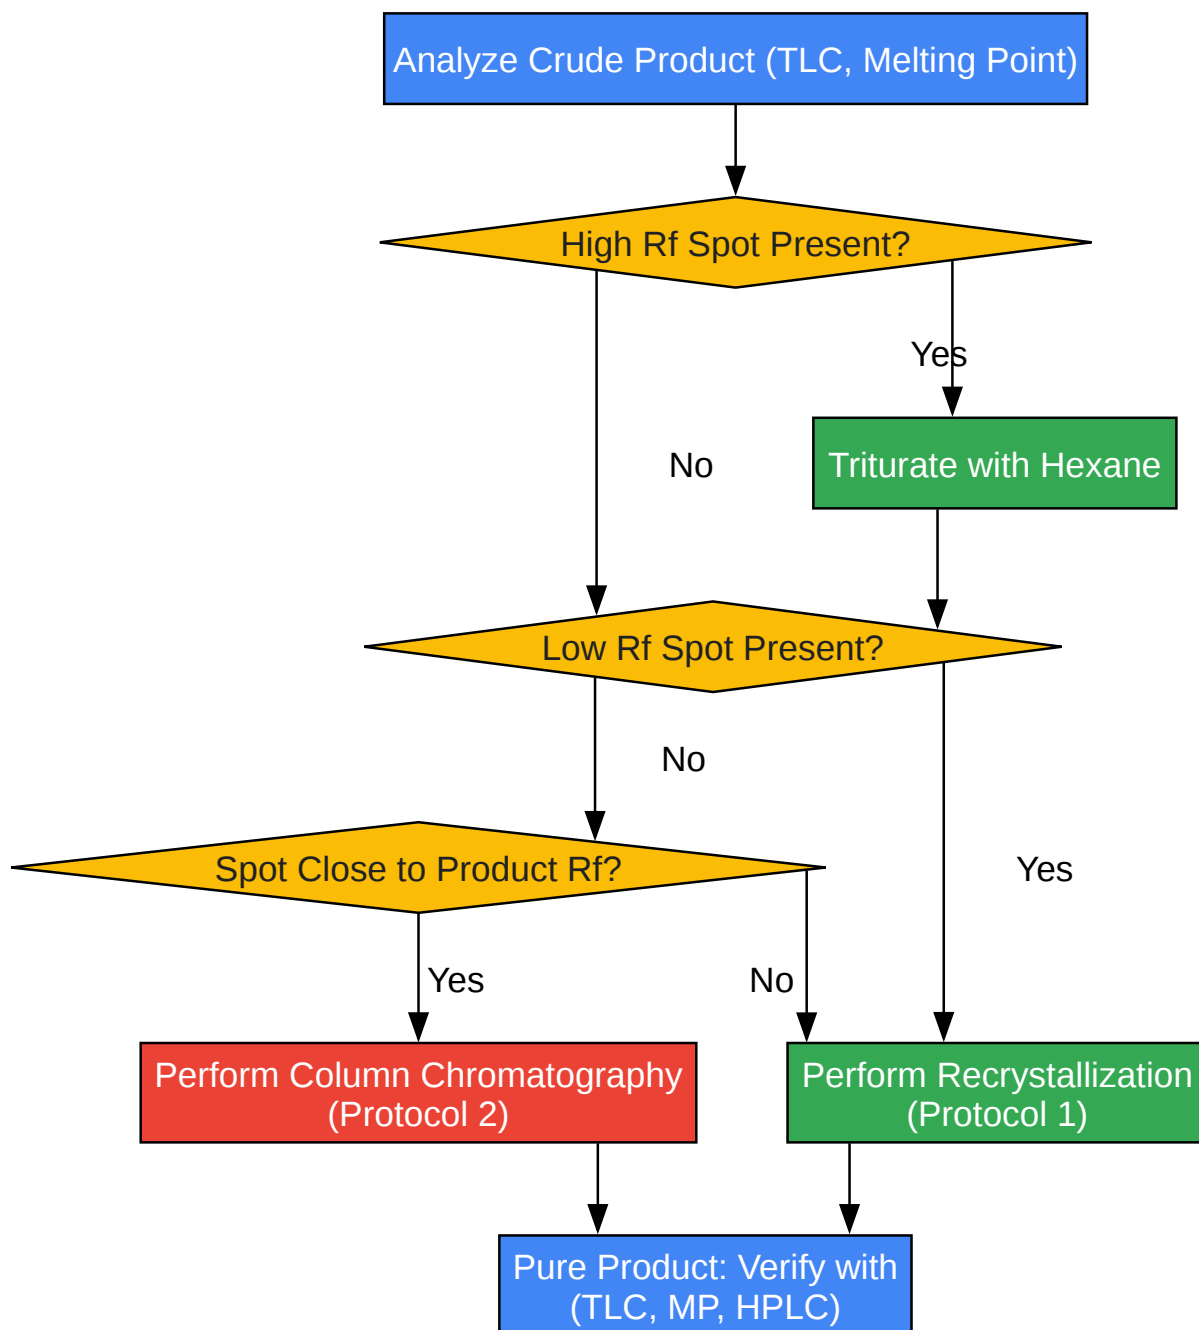 Analyze Crude Product (TLC, Melting Point)
High Rf Spot Present?
Yes
No
Triturate with Hexane
Low Rf Spot Present?
No
Spot Close to Product Rf?
Yes
Yes
No
Perform Column Chromatography
(Protocol 2)
Perform Recrystallization
(Protocol 1)
Pure Product: Verify with
(TLC, MP, HPLC)